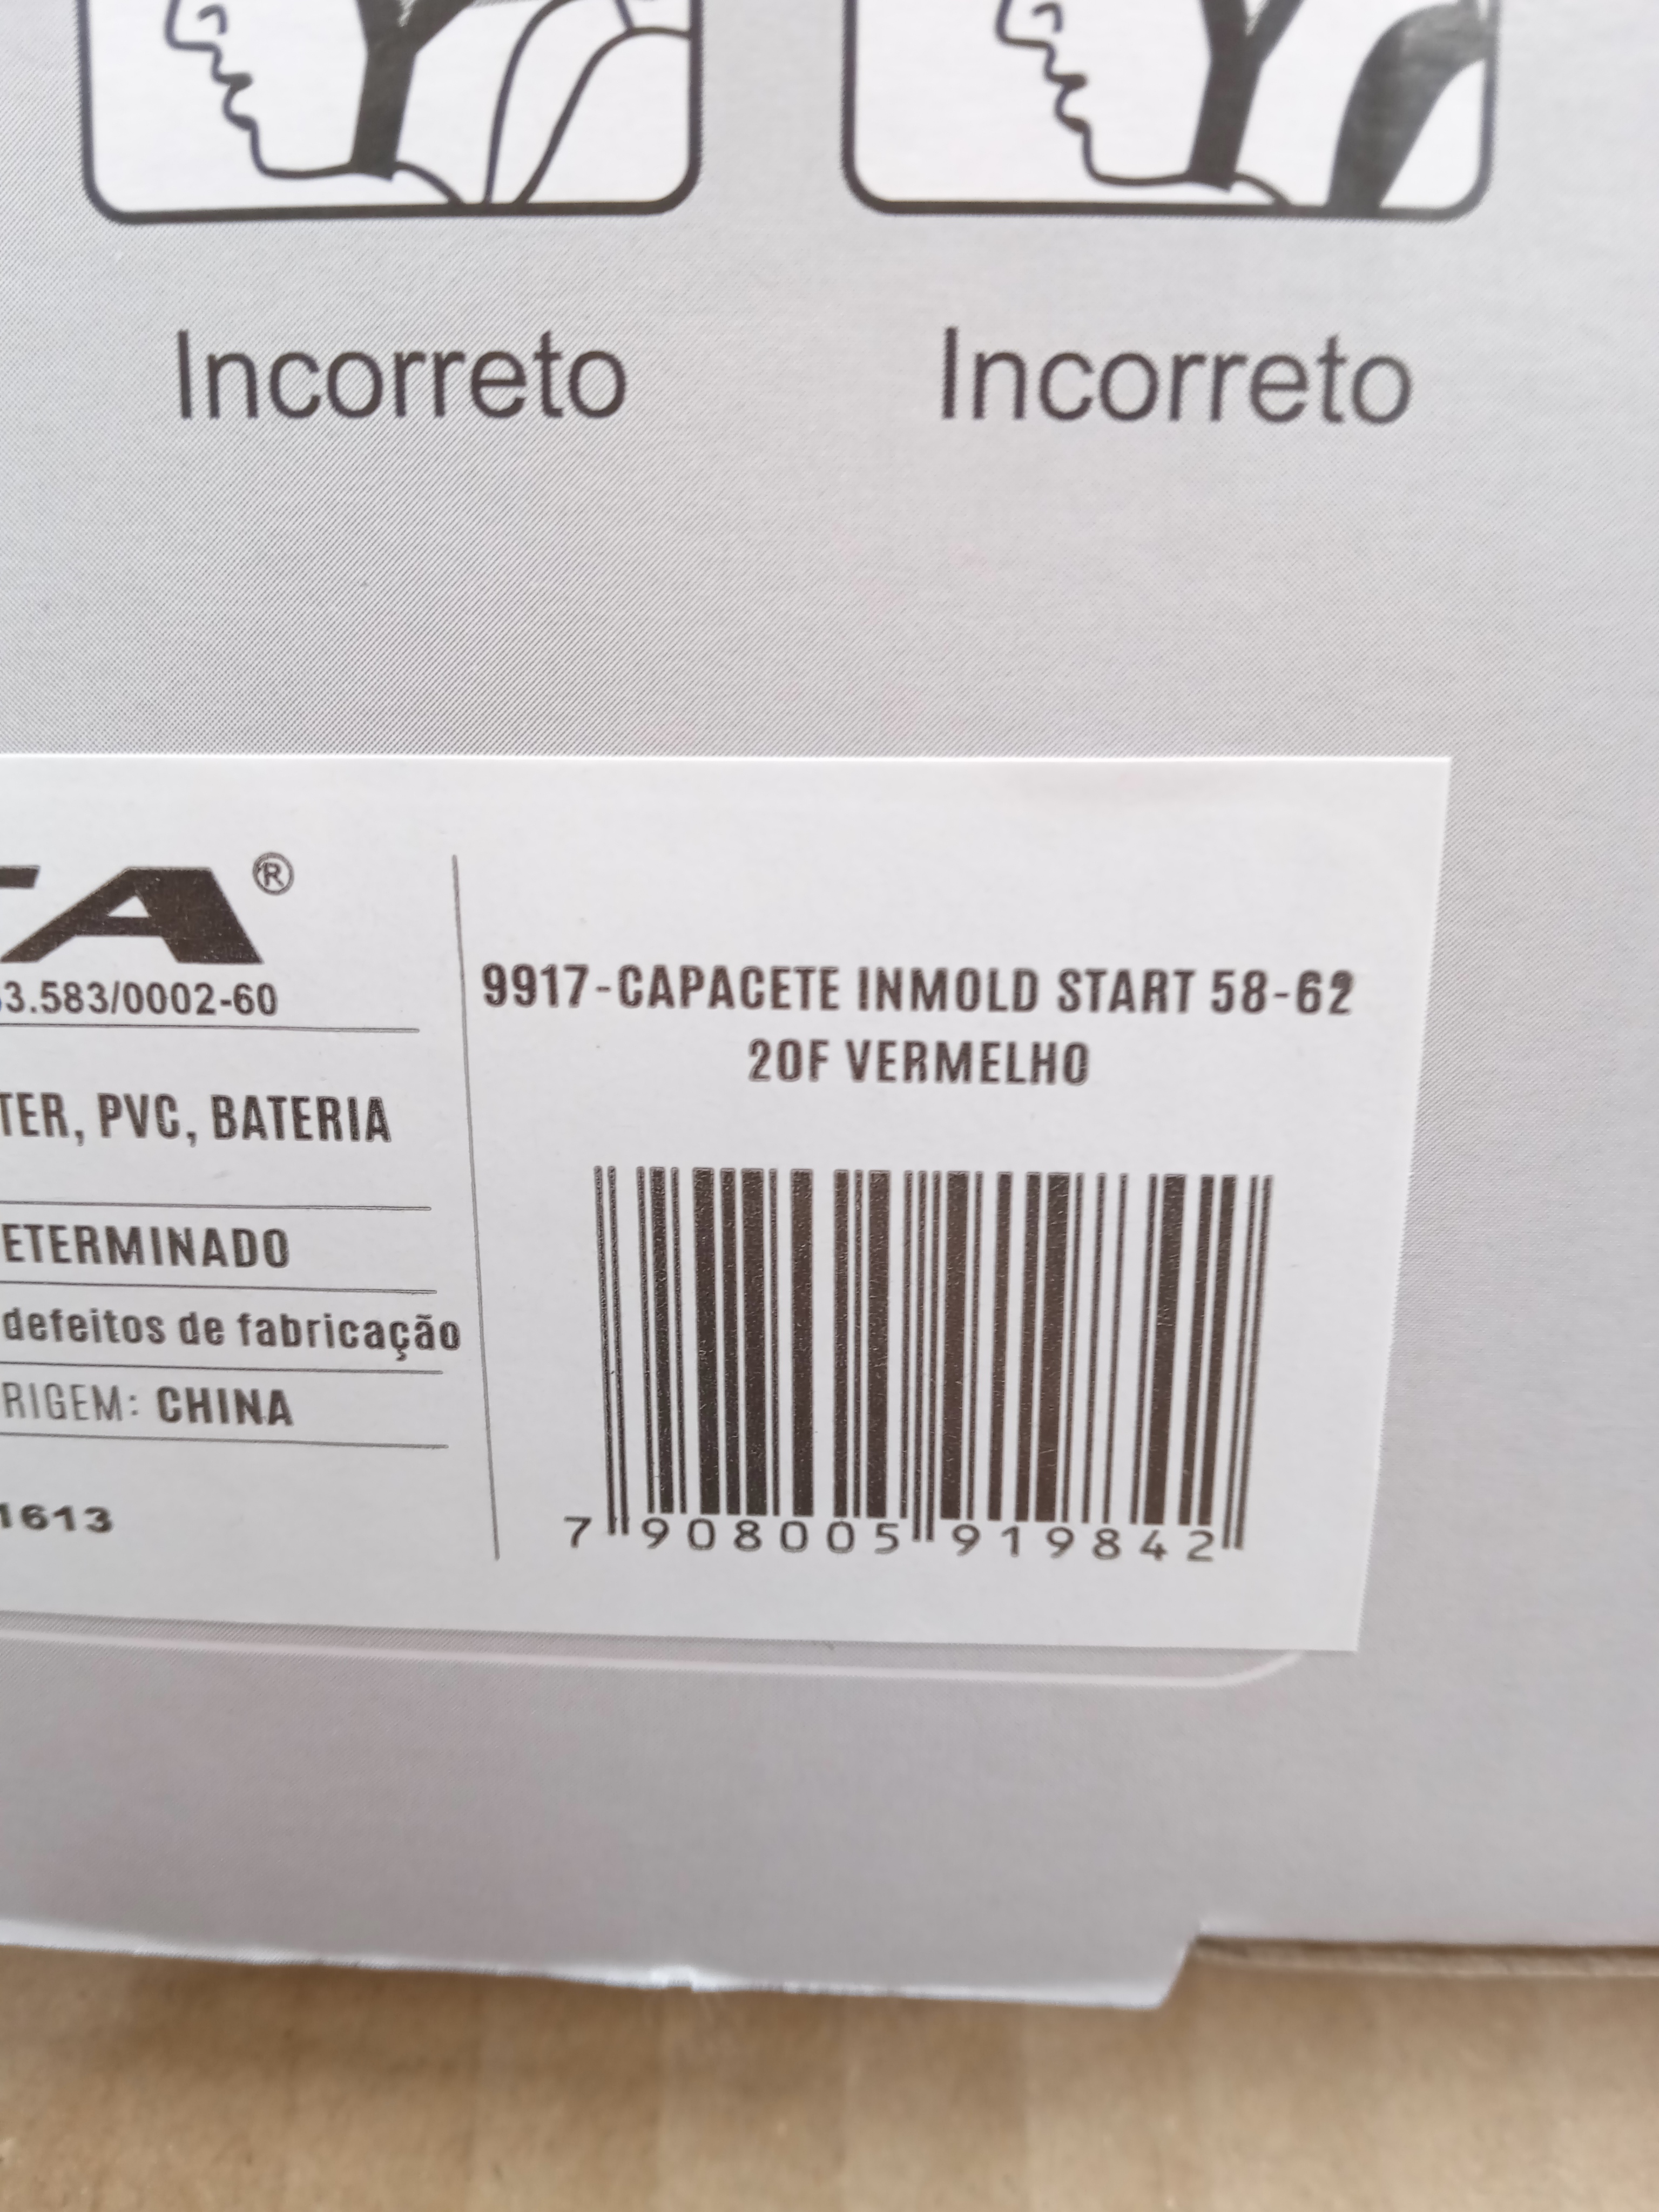 Incorreto Incorreto
TA®
3.583/0002-60
TER, PVC, BATERIA
ETERMINADO
defeitos de fabricação
RIGEM: CHINA
1613
9917-CAPACETE INMOLD START 58-62
20F VERMELHO
7 908005 919842